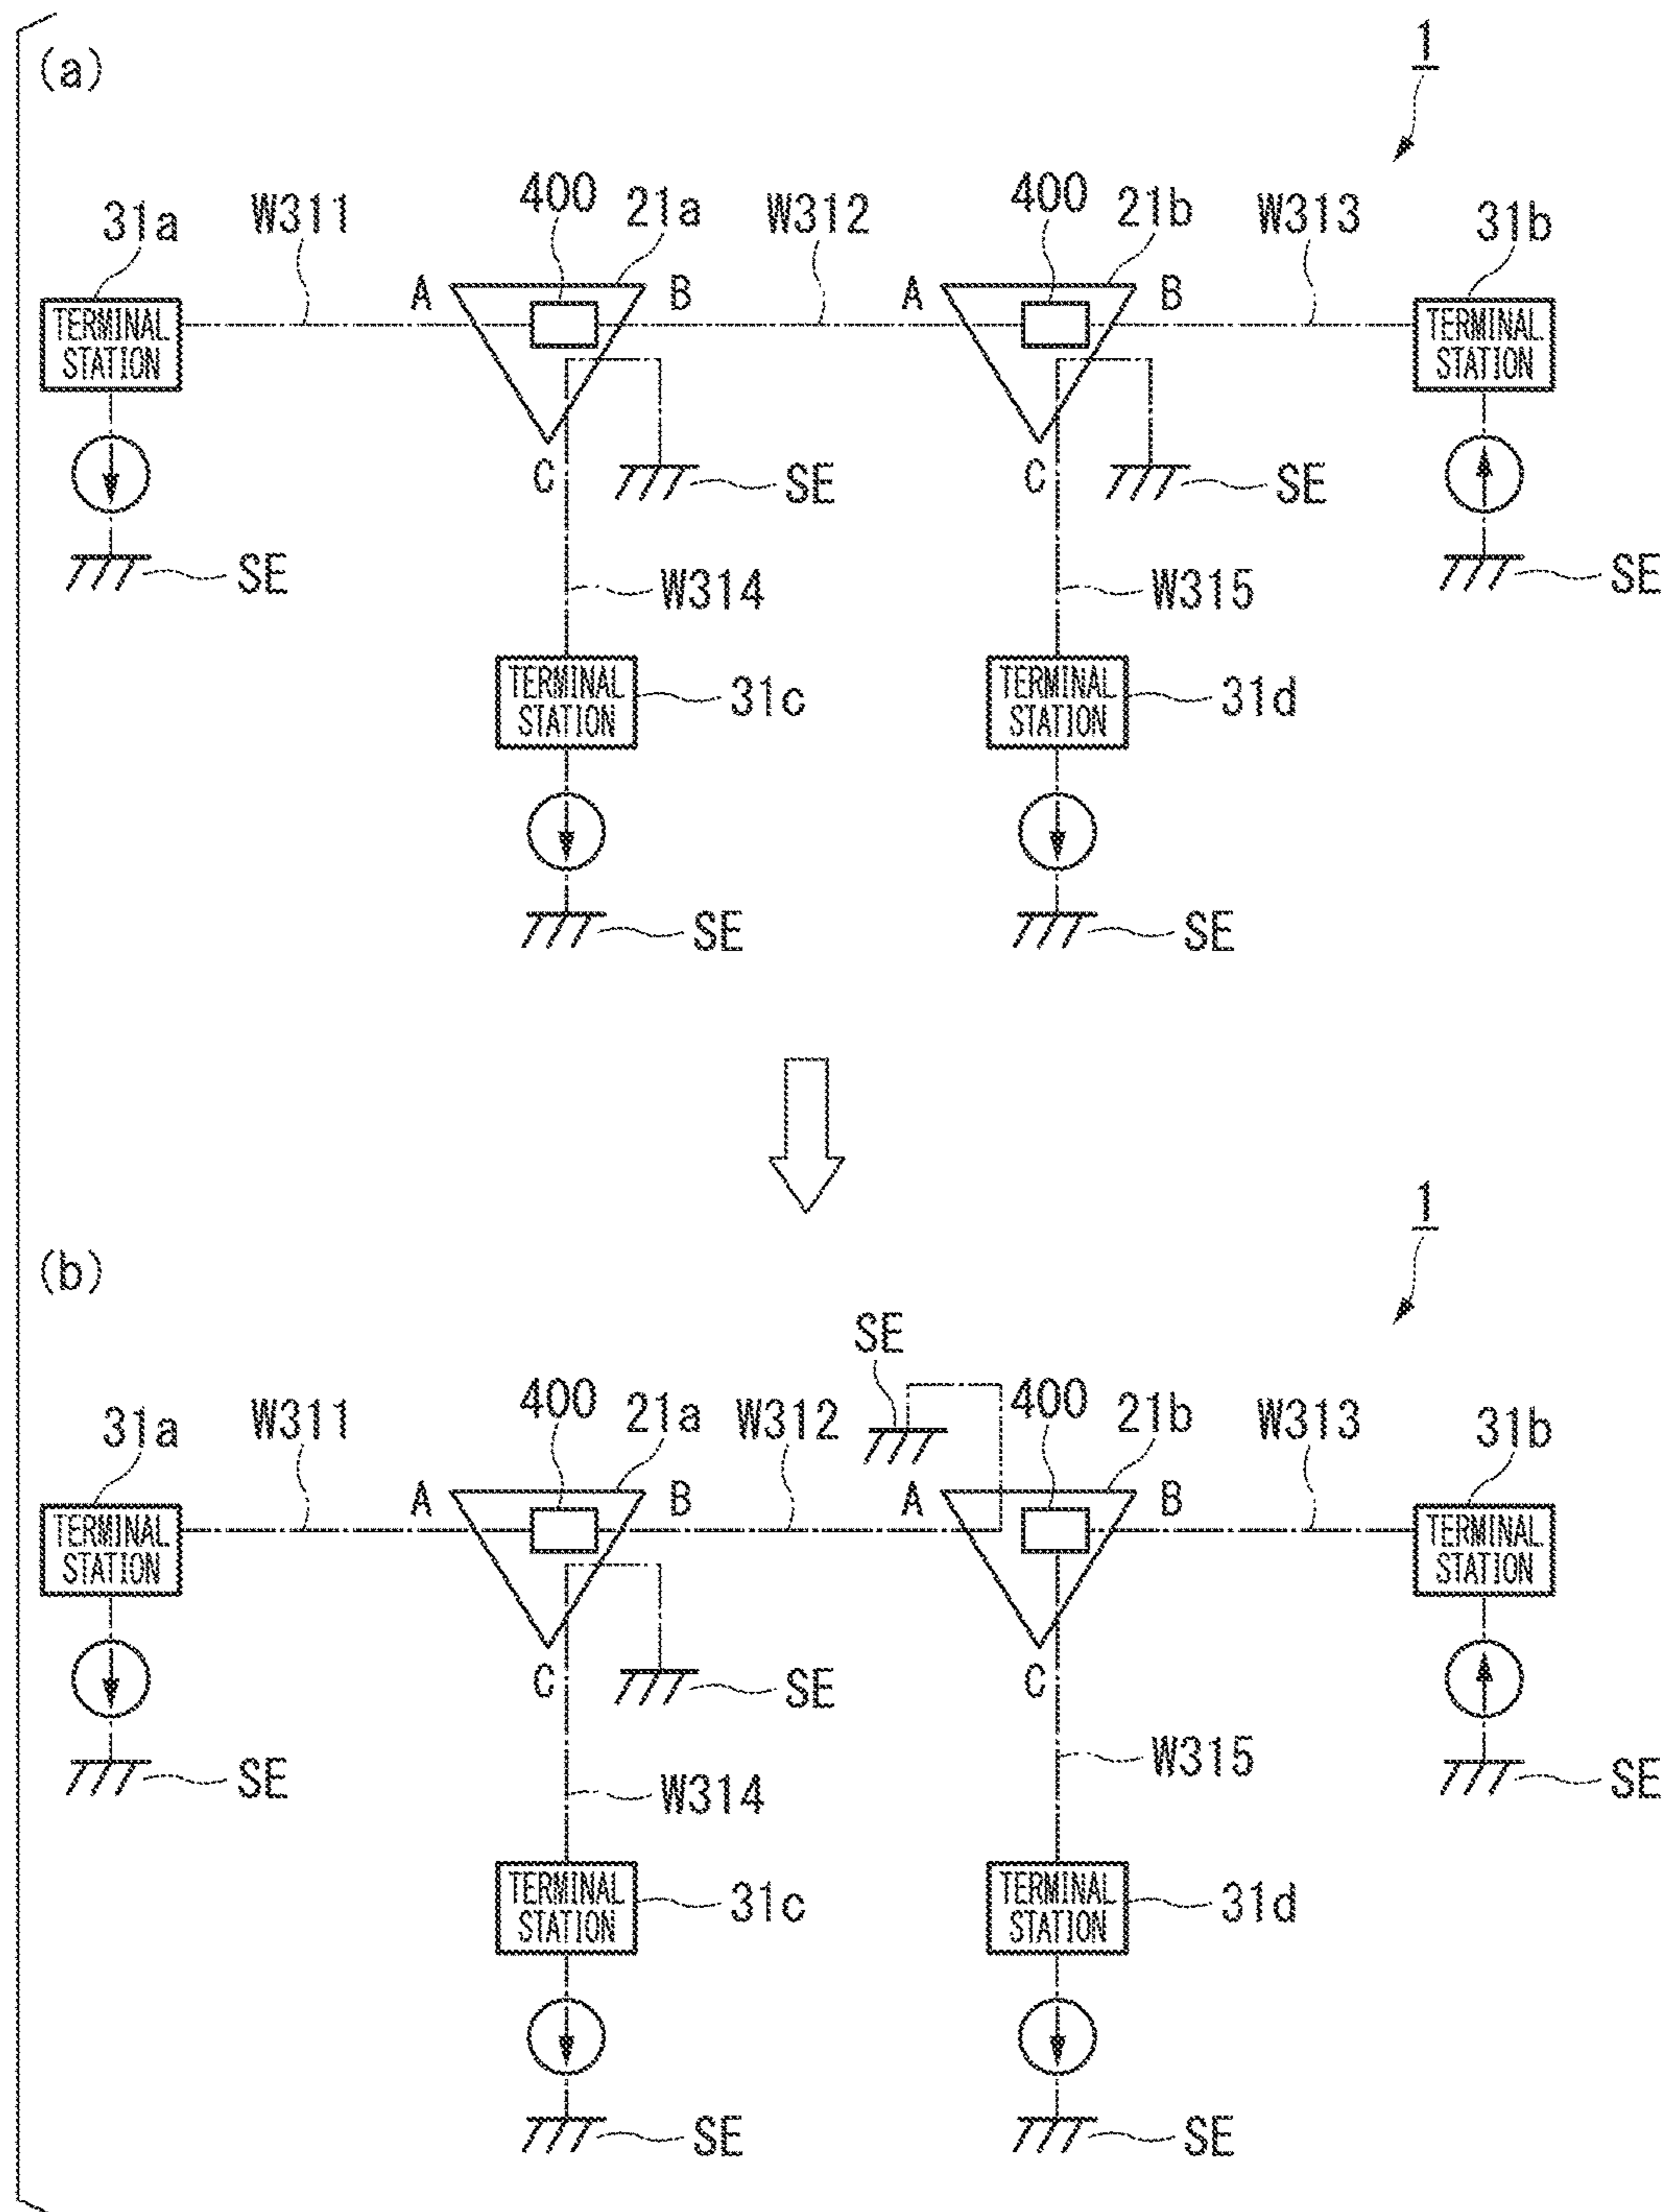 (a)
1
31a
W311
400
21a
W312
400
21b
W313
31b
A
B
A
B
TERMINAL
STATION
TERMINAL
STATION
C
SE
C
SE
SE
SE
W314
W315
TERMINAL
STATION
31c
TERMINAL
STATION
31d
SE
SE
(b)
1
SE
31a
W311
400
21a
W312
400
21b
W313
31b
A
B
A
B
TERMINAL
STATION
TERMINAL
STATION
C
SE
C
SE
W315
SE
W314
TERMINAL
STATION
31c
TERMINAL
STATION
31d
SE
SE